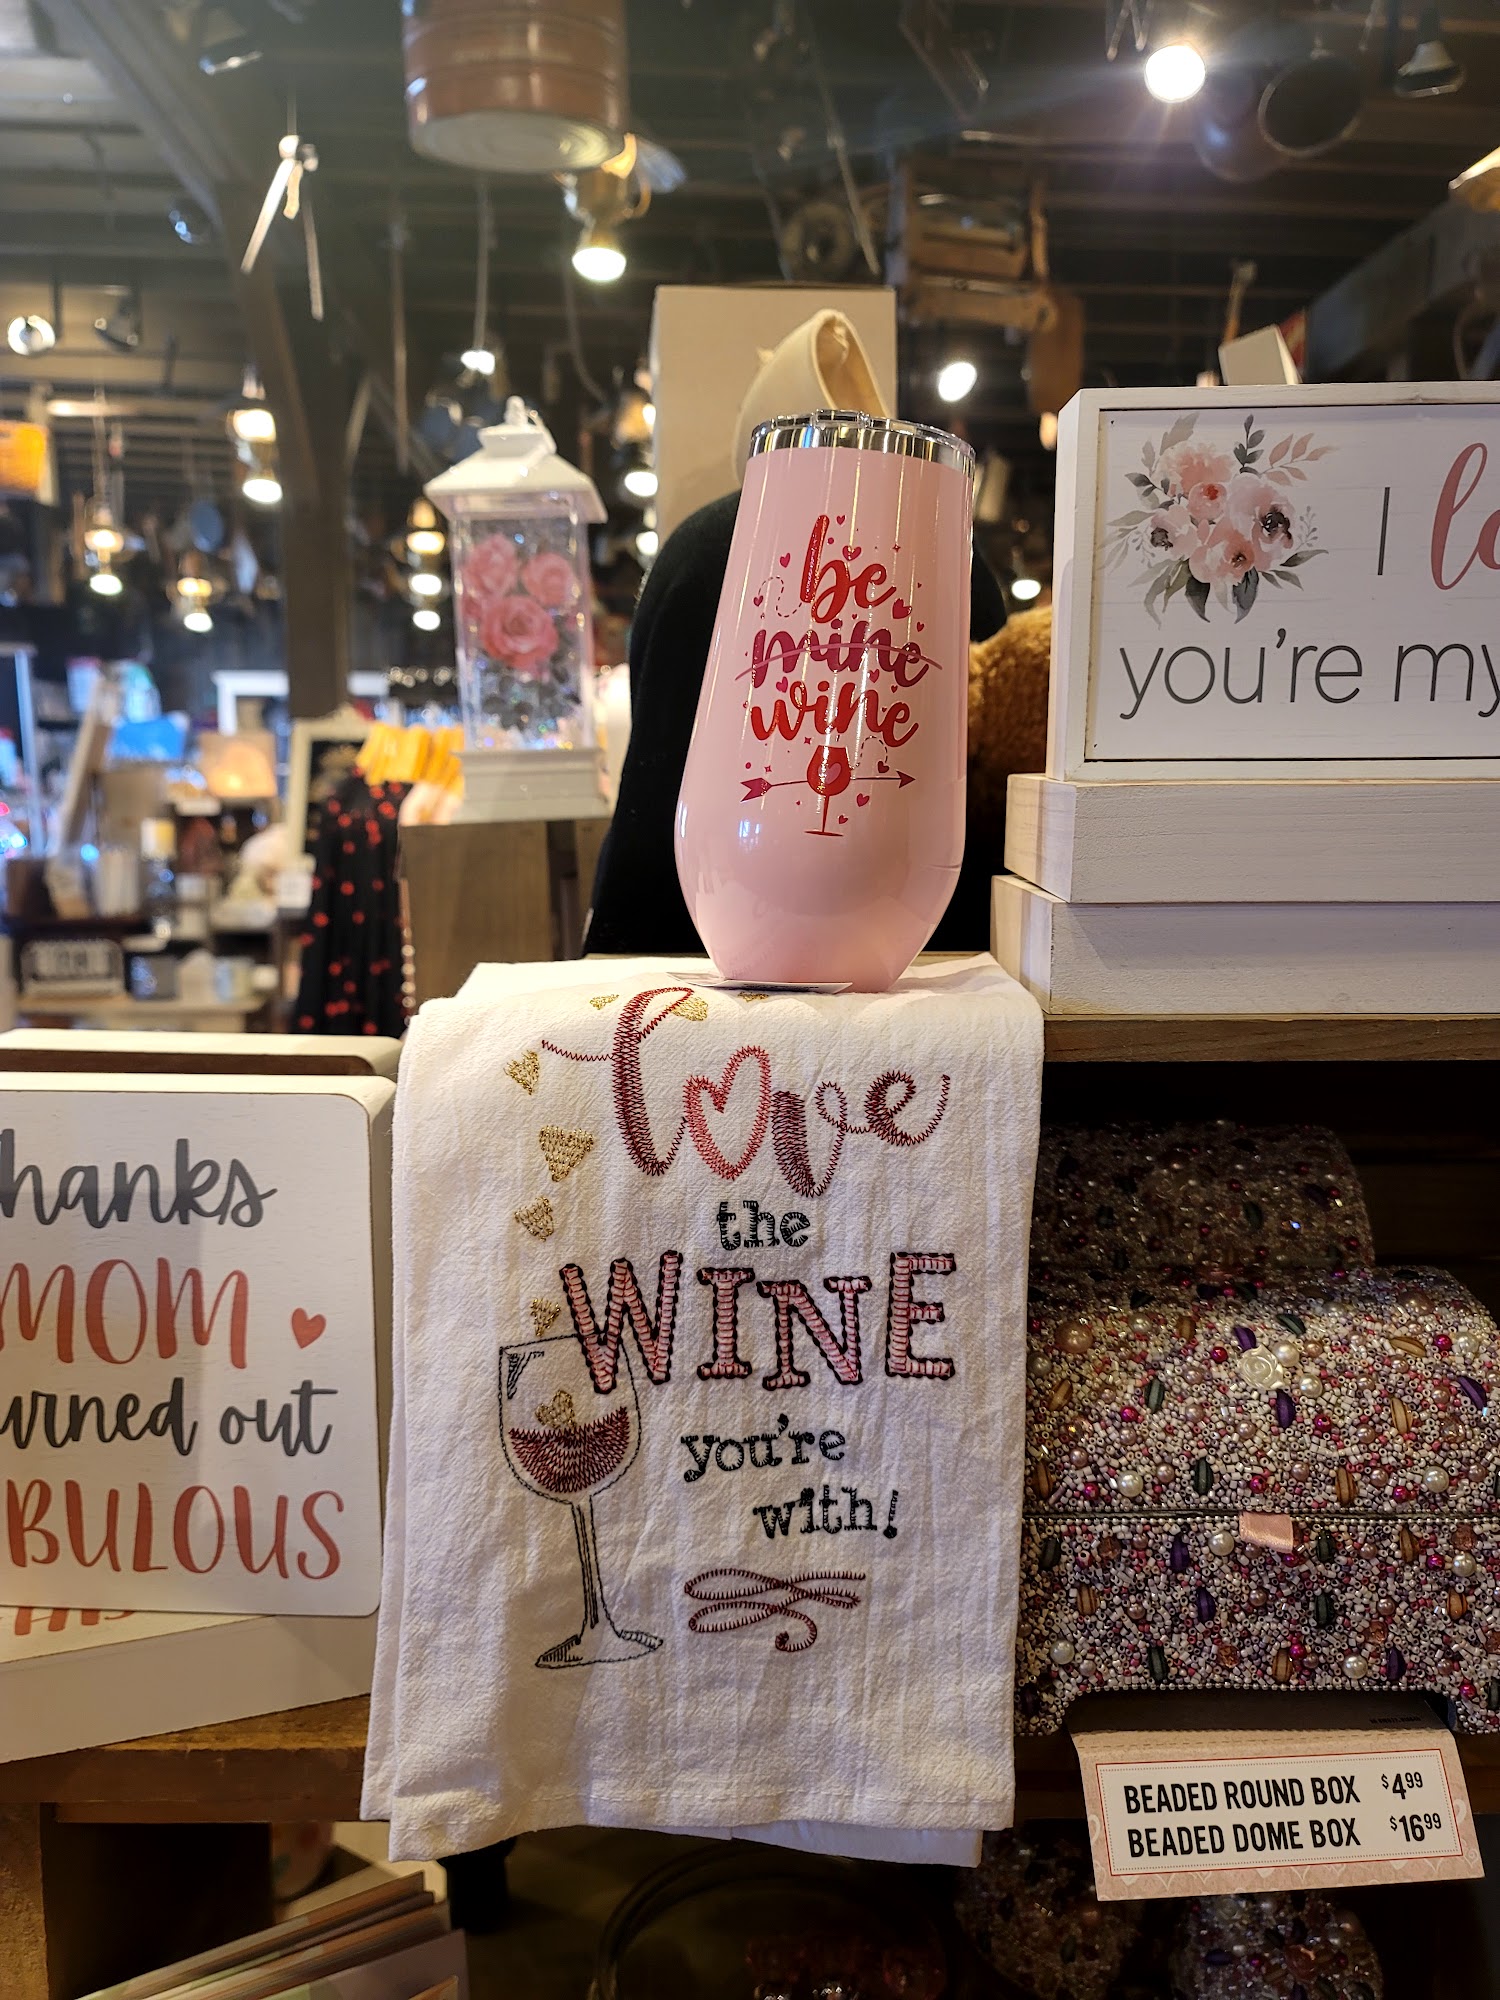 be
mine
wine
I lo
you're my
love
the
WINE
you're
with!
hanks
MOM
urned out
BULOUS
BEADED ROUND BOX $4.99
BEADED DOME BOX $16.99